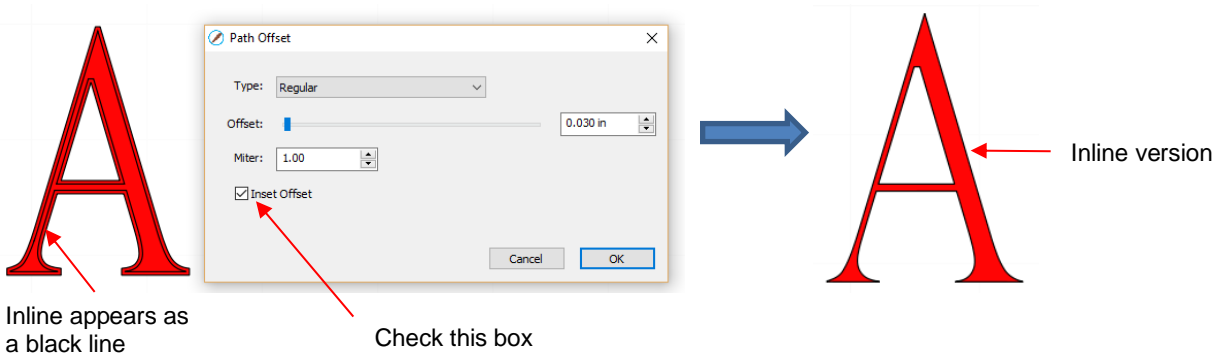 A
Path Offset
Type: Regular
Offset: 0.030 in
Miter: 1.00
Inset Offset
Cancel OK
A
Inline version
Inline appears as
a black line
Check this box